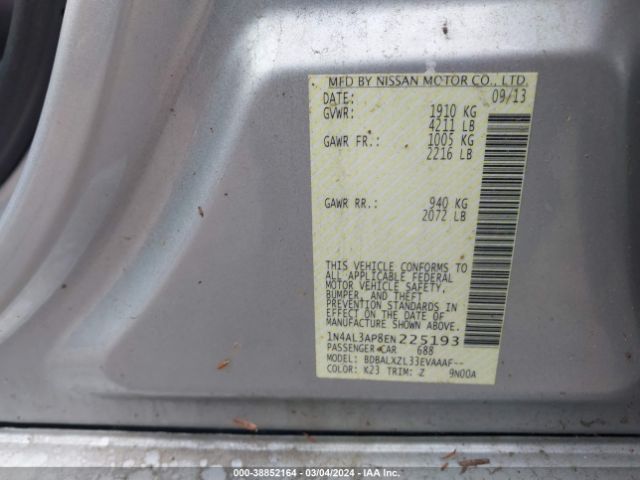 MFD BY NISSAN MOTOR CO., LTD.
DATE: 09/13
GVWR: 1910 KG
4211 LB
GAWR FR.: 1005 KG
2216 LB
GAWR RR.: 940 KG
2072 LB
THIS VEHICLE CONFORMS TO
ALL APPLICABLE FEDERAL
MOTOR VEHICLE SAFETY,
BUMPER, AND THEFT
PREVENTION STANDARDS IN
EFFECT ON THE DATE OF
MANUFACTURE SHOWN ABOVE.
1N4AL3AP8EN225193
PASSENGER CAR 688
MODEL: BDBALXZL33EVAAAF--
COLOR: K23 TRIM: Z 9N00A
000-38852164 - 03/04/2024 - IAA Inc.